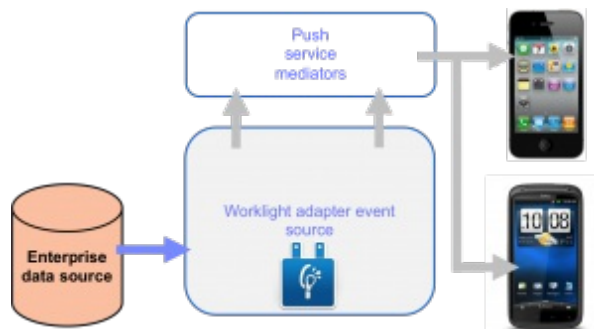 Push
service
mediators
Worklight adapter event
source
Enterprise
data source
10 08